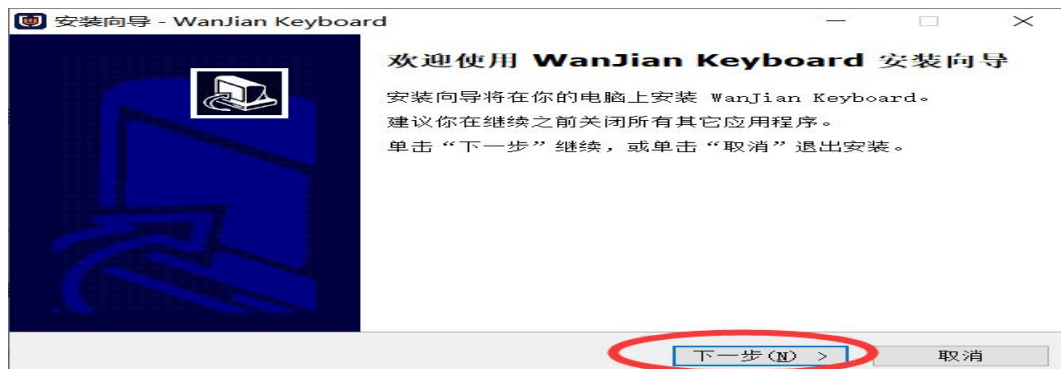 安装向导 - WanJian Keyboard
欢迎使用 WanJian Keyboard 安装向导
安装向导将在你的电脑上安装 WanJian Keyboard。
建议你在继续之前关闭所有其它应用程序。
单击“下一步”继续，或单击“取消”退出安装。
下一步(N) > 取消